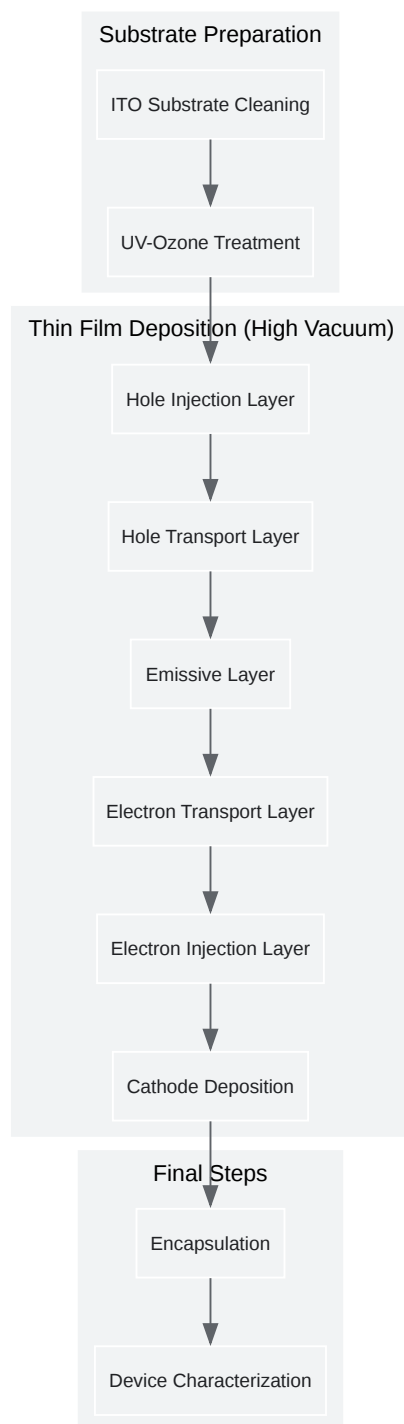 Substrate Preparation
ITO Substrate Cleaning
UV-Ozone Treatment
Thin Film Deposition (High Vacuum)
Hole Injection Layer
Hole Transport Layer
Emissive Layer
Electron Transport Layer
Electron Injection Layer
Cathode Deposition
Final Steps
Encapsulation
Device Characterization